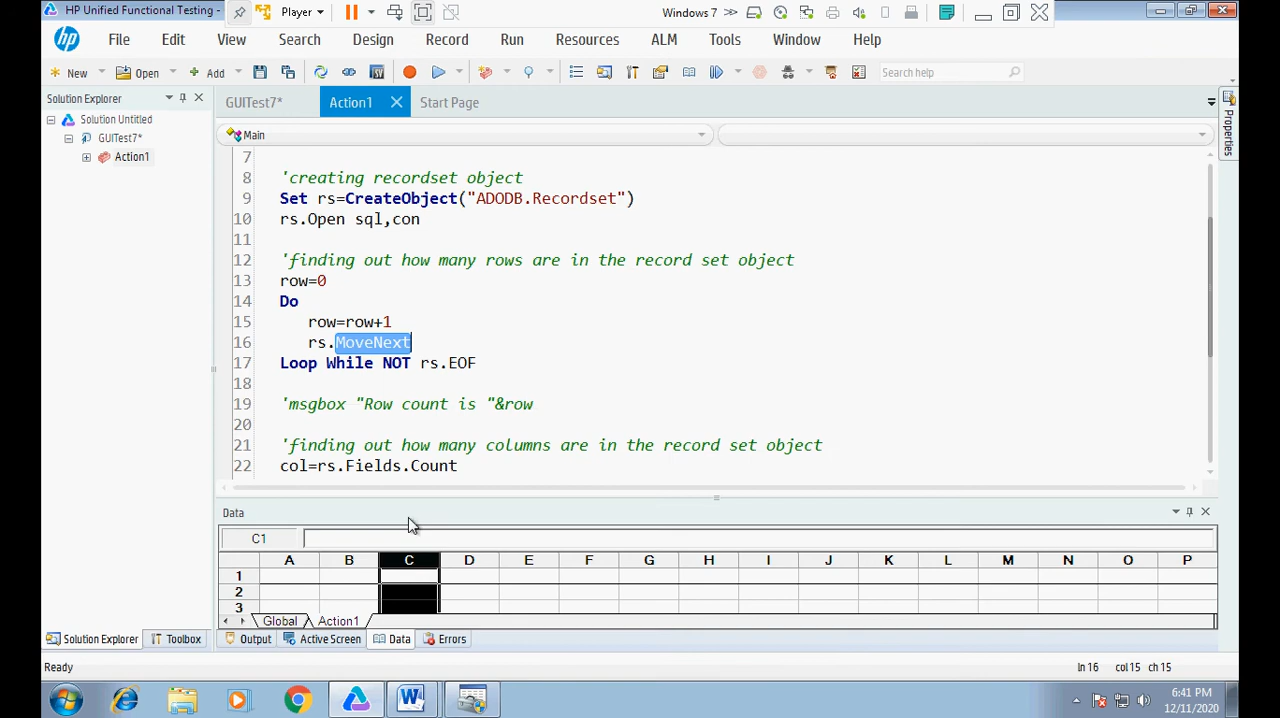 HP Unified Functional Testing - Player Windows 7
hp File Edit View Search Design Record Run Resources ALM Tools Window Help
New Open Add Search help
Solution Explorer GUITest7* Action1 Start Page
Solution Untitled
GUITest7*
Action1
Main
Properties
7
8 'creating recordset object
9 Set rs=CreateObject("ADODB.Recordset")
10 rs.Open sql,con
11
12 'finding out how many rows are in the record set object
13 row=0
14 Do
15 row=row+1
16 rs.MoveNext
17 Loop While NOT rs.EOF
18
19 'msgbox "Row count is "&row
20
21 'finding out how many columns are in the record set object
22 col=rs.Fields.Count
Data
C1
A B C D E F G H I J K L M N O P
1
2
3
Global Action1
Solution Explorer Toolbox Output Active Screen Data Errors
Ready Ln 16 col 15 ch 15
6:41 PM
12/11/2020